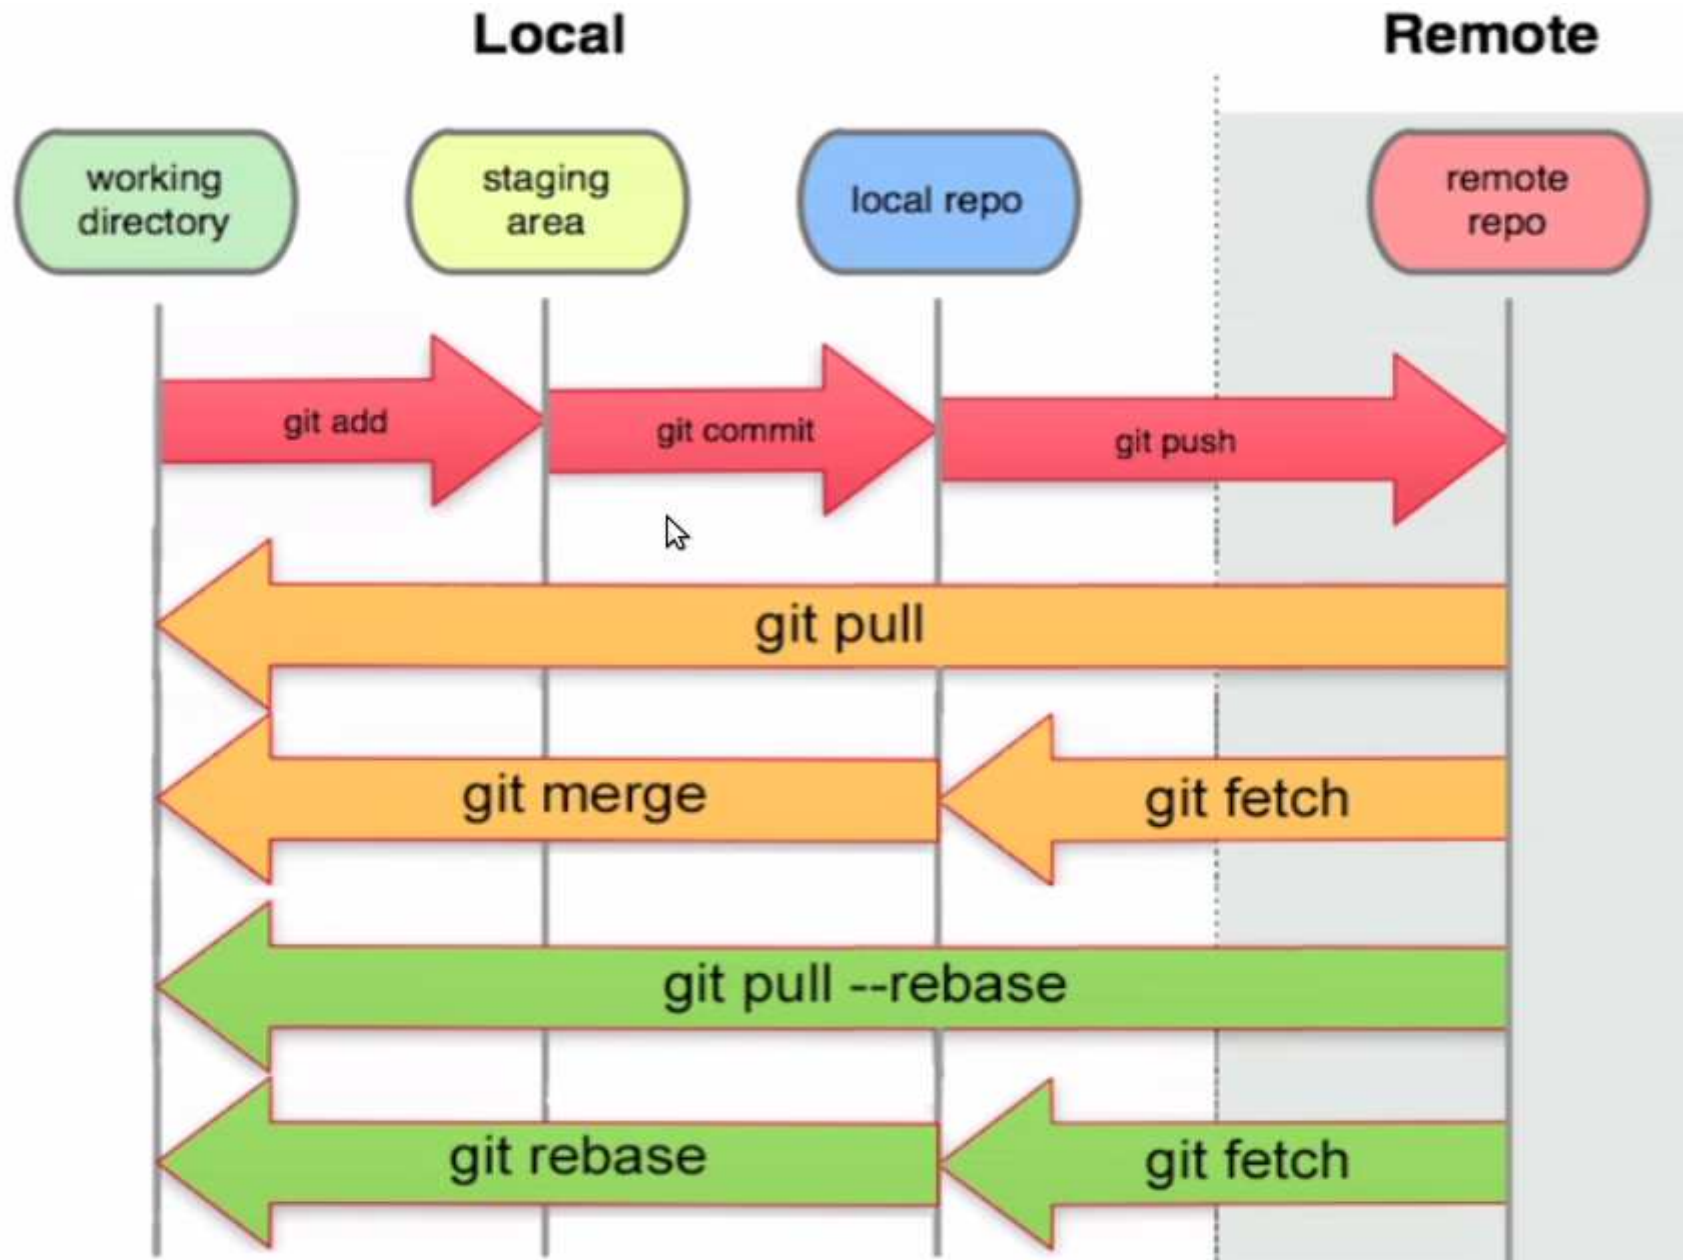 Local
Remote
working
directory
staging
area
local repo
remote
repo
git add
git commit
git push
git pull
git merge
git fetch
git pull --rebase
git rebase
git fetch